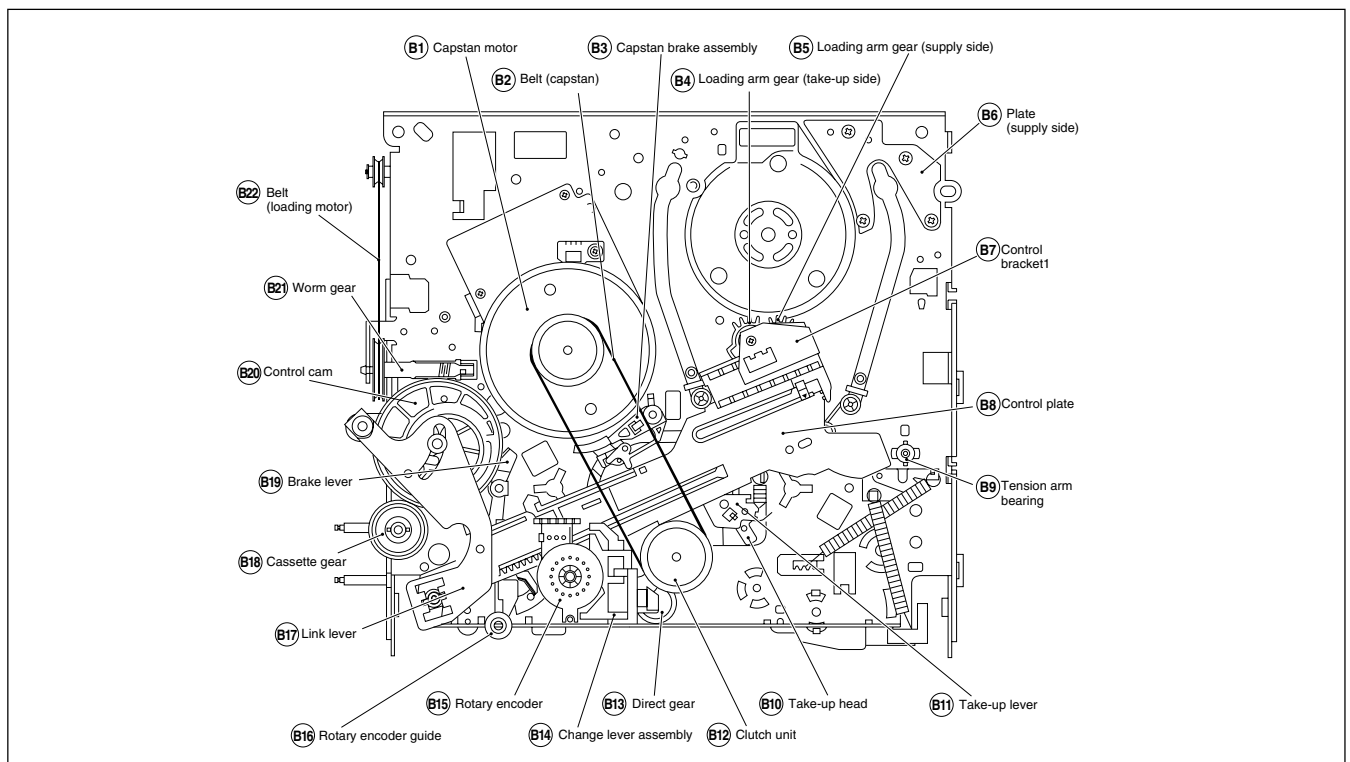 B1 Capstan motor
B3 Capstan brake assembly
B5 Loading arm gear (supply side)
B2 Belt (capstan)
B4 Loading arm gear (take-up side)
B6 Plate
(supply side)
B22 Belt
(loading motor)
B7 Control
bracket1
B21 Worm gear
B20 Control cam
B8 Control plate
B19 Brake lever
B9 Tension arm
bearing
B18 Cassette gear
B17 Link lever
B15 Rotary encoder
B13 Direct gear
B10 Take-up head
B11 Take-up lever
B16 Rotary encoder guide
B14 Change lever assembly
B12 Clutch unit